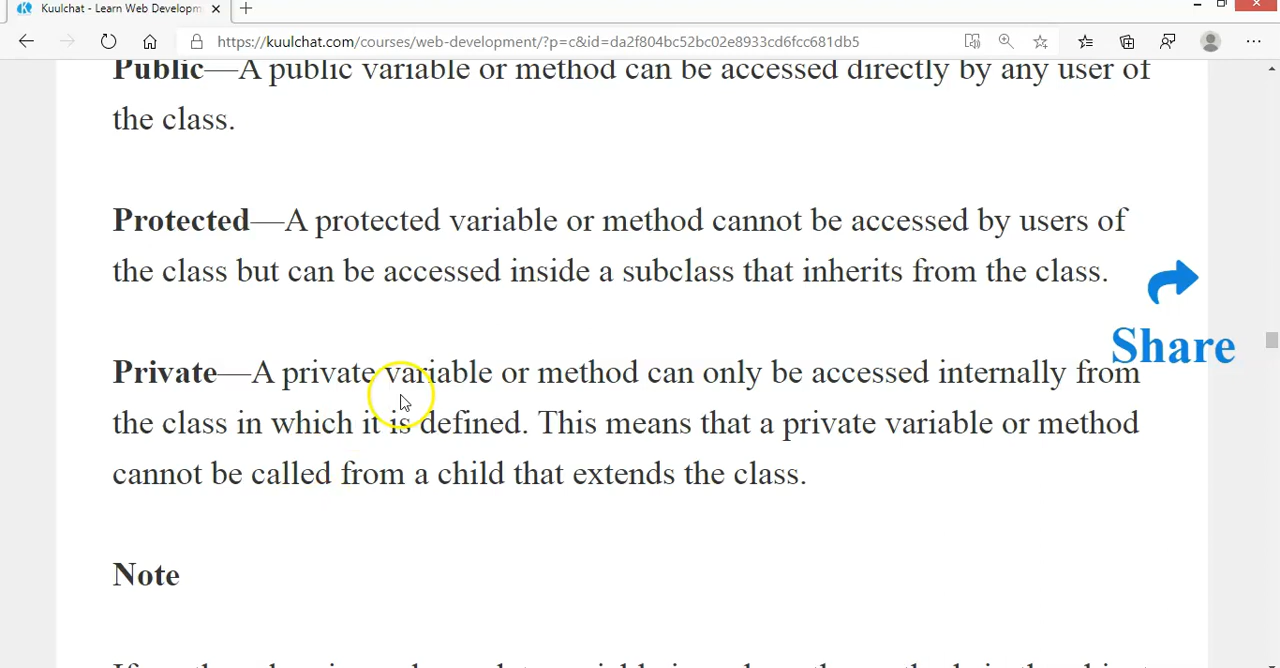 Kuulchat - Learn Web Developm
https://kuulchat.com/courses/web-development/?p=c&id=da2f804bc52bc02e8933cd6fcc681db5
Public—A public variable or method can be accessed directly by any user of
the class.
Protected—A protected variable or method cannot be accessed by users of
the class but can be accessed inside a subclass that inherits from the class.
Share
Private—A private variable or method can only be accessed internally from
the class in which it is defined. This means that a private variable or method
cannot be called from a child that extends the class.
Note